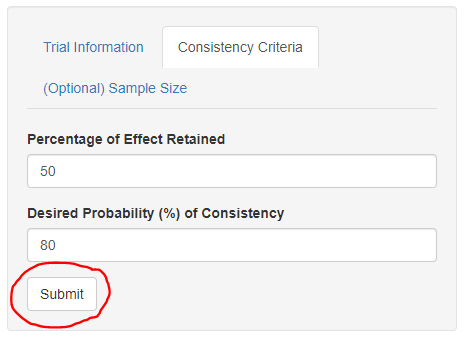 Trial Information Consistency Criteria
(Optional) Sample Size
Percentage of Effect Retained
50
Desired Probability (%) of Consistency
80
Submit